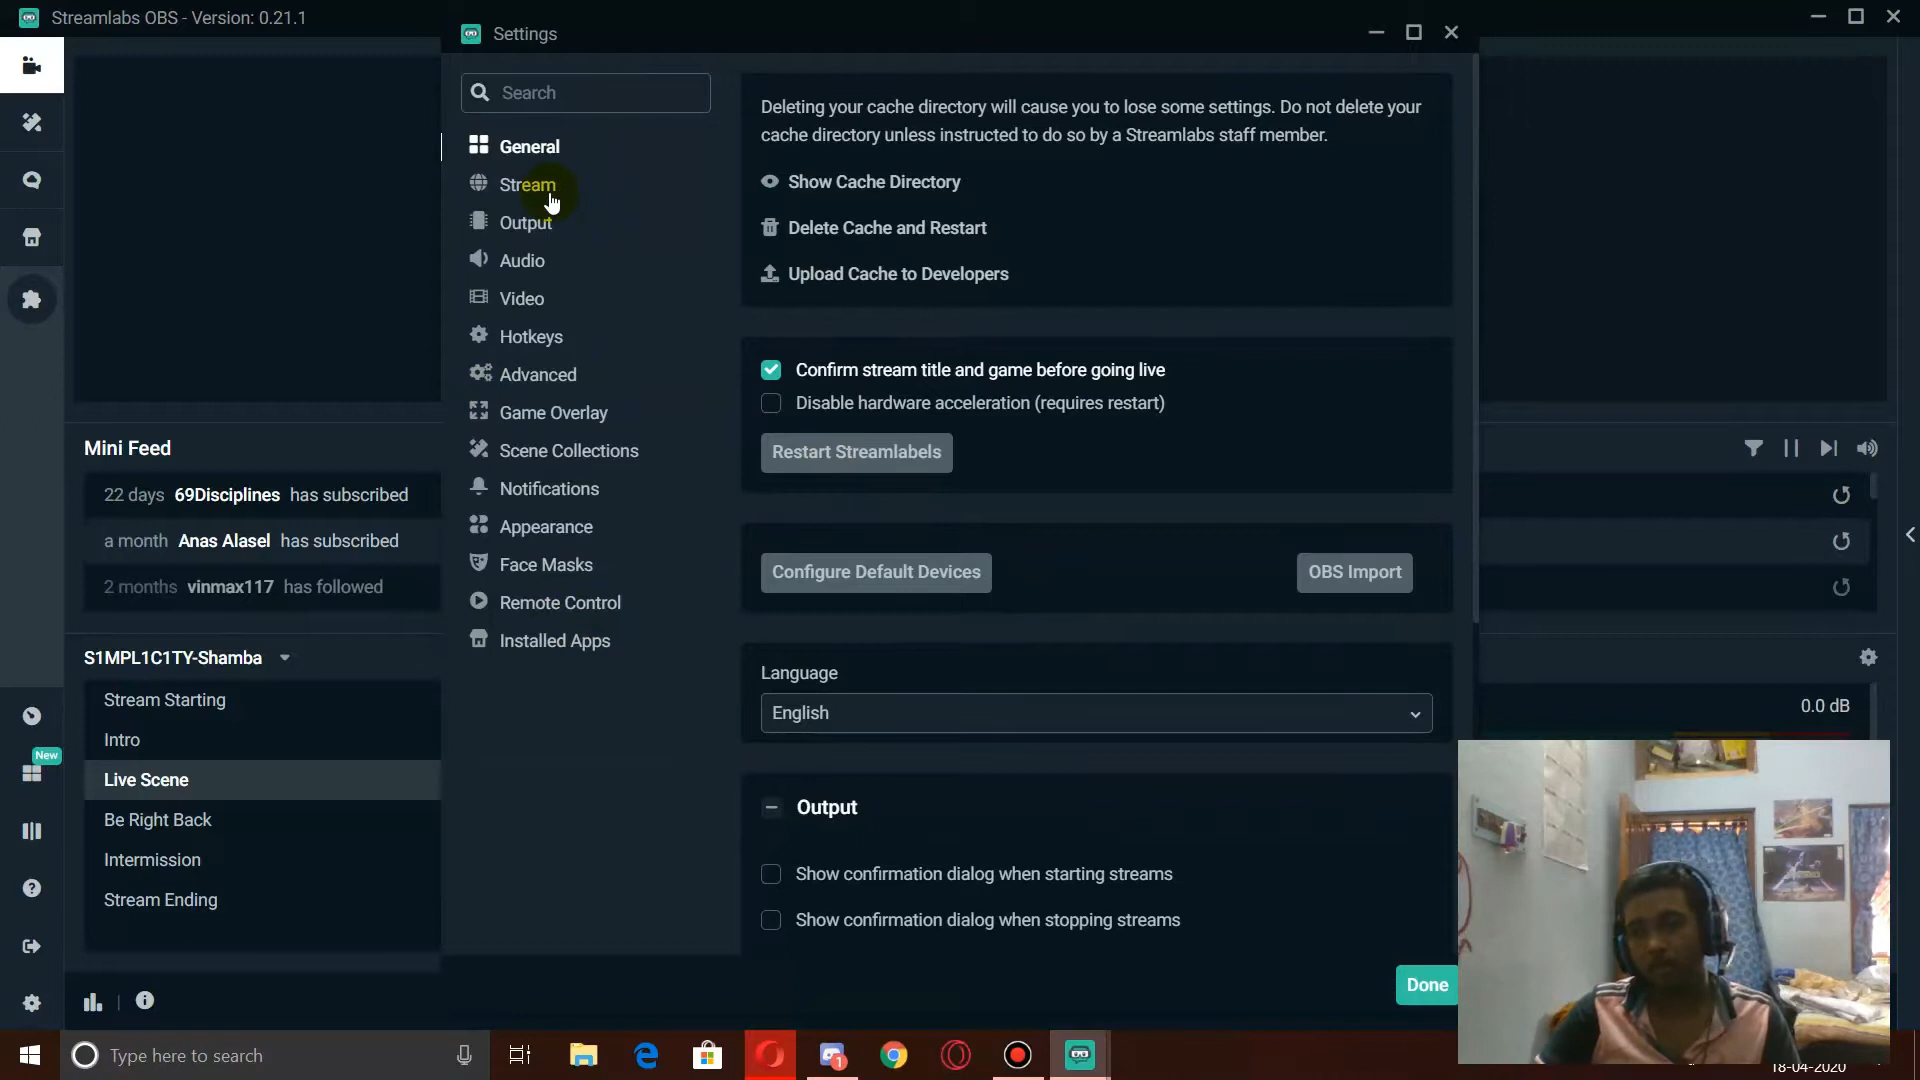 Streamlabs OBS - Version: 0.21.1
Settings
Search
General
Stream
Output
Audio
Video
Hotkeys
Advanced
Game Overlay
Scene Collections
Notifications
Appearance
Face Masks
Remote Control
Installed Apps
Deleting your cache directory will cause you to lose some settings. Do not delete your
cache directory unless instructed to do so by a Streamlabs staff member.
Show Cache Directory
Delete Cache and Restart
Upload Cache to Developers
Confirm stream title and game before going live
Disable hardware acceleration (requires restart)
Restart Streamlabels
Configure Default Devices
OBS Import
Language
English
Output
Show confirmation dialog when starting streams
Show confirmation dialog when stopping streams
Done
Mini Feed
22 days 69Disciplines has subscribed
a month Anas Alasel has subscribed
2 months vinmax117 has followed
S1MPL1C1TY-Shamba
Stream Starting
Intro
Live Scene
Be Right Back
Intermission
Stream Ending
New
0.0 dB
Type here to search
1
18-04-2020